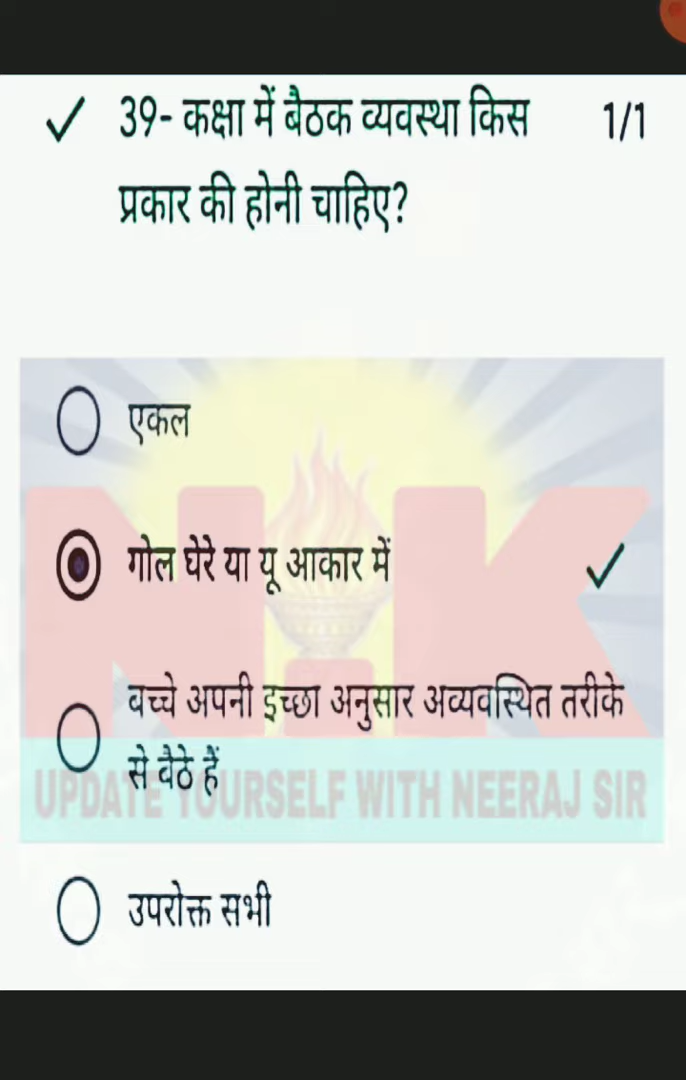 39- कक्षा में बैठक व्यवस्था किस 1/1
प्रकार की होनी चाहिए?
एकल
गोल घेरे या यू आकार में
बच्चे अपनी इच्छा अनुसार अव्यवस्थित तरीके
से बैठे हैं
UPDATE YOURSELF WITH NEERAJ SIR
उपरोक्त सभी
N K